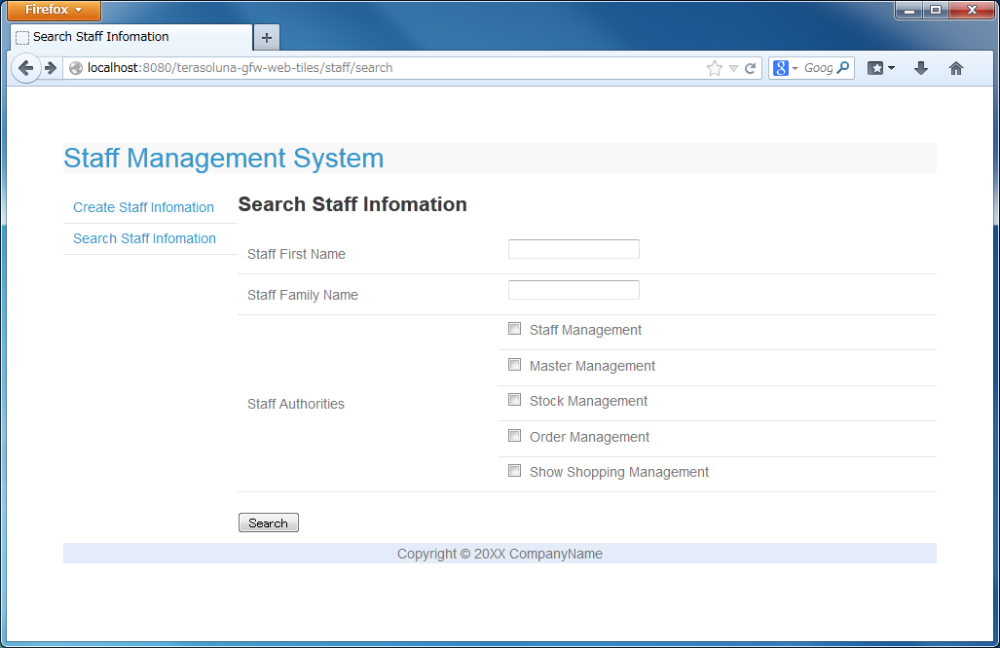 Firefox
Search Staff Infomation
localhost:8080/terasoluna-gfw-web-tiles/staff/search
Goog
Staff Management System
Create Staff Infomation
Search Staff Infomation
Search Staff Infomation
Staff First Name
Staff Family Name
Staff Authorities
Staff Management
Master Management
Stock Management
Order Management
Show Shopping Management
Search
Copyright © 20XX CompanyName